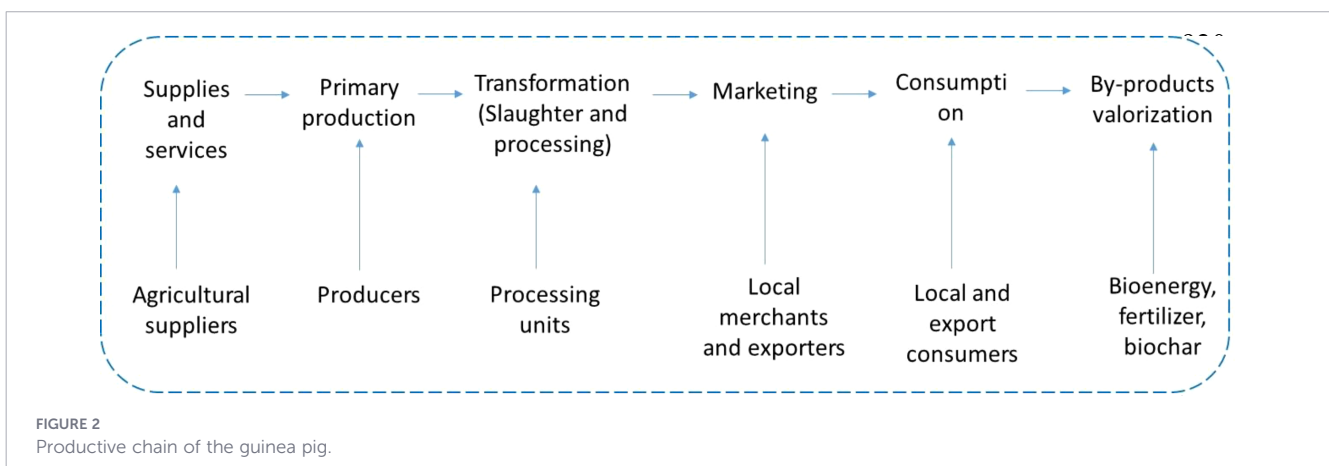 Supplies
and
services
Primary
production
Transformation
(Slaughter and
processing)
Marketing
Consumpti
on
By-products
valorization
Agricultural
suppliers
Producers
Processing
units
Local
merchants
and exporters
Local and
export
consumers
Bioenergy,
fertilizer,
biochar
FIGURE 2
Productive chain of the guinea pig.